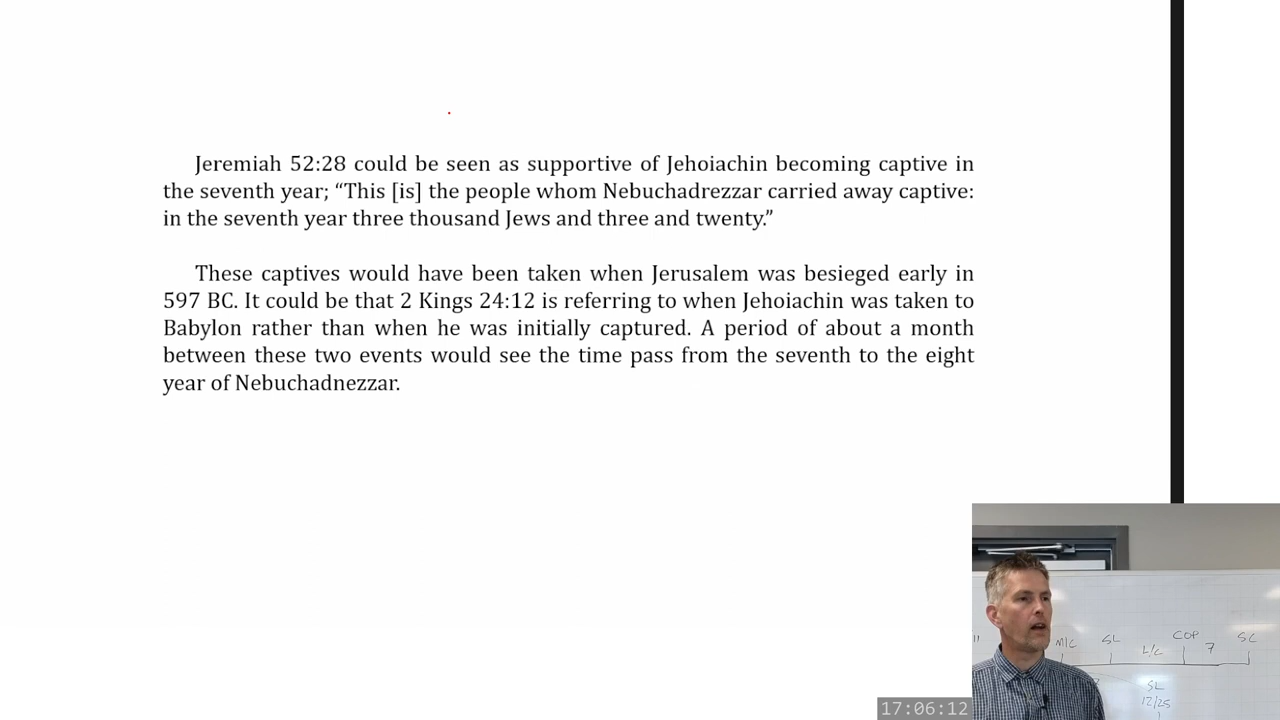 Jeremiah 52:28 could be seen as supportive of Jehoiachin becoming captive in
the seventh year; “This [is] the people whom Nebuchadrezzar carried away captive:
in the seventh year three thousand Jews and three and twenty.”
These captives would have been taken when Jerusalem was besieged early in
597 BC. It could be that 2 Kings 24:12 is referring to when Jehoiachin was taken to
Babylon rather than when he was initially captured. A period of about a month
between these two events would see the time pass from the seventh to the eight
year of Nebuchadnezzar.
M/C SL L/C COP 7 SC
SL
12/25
17:06:12